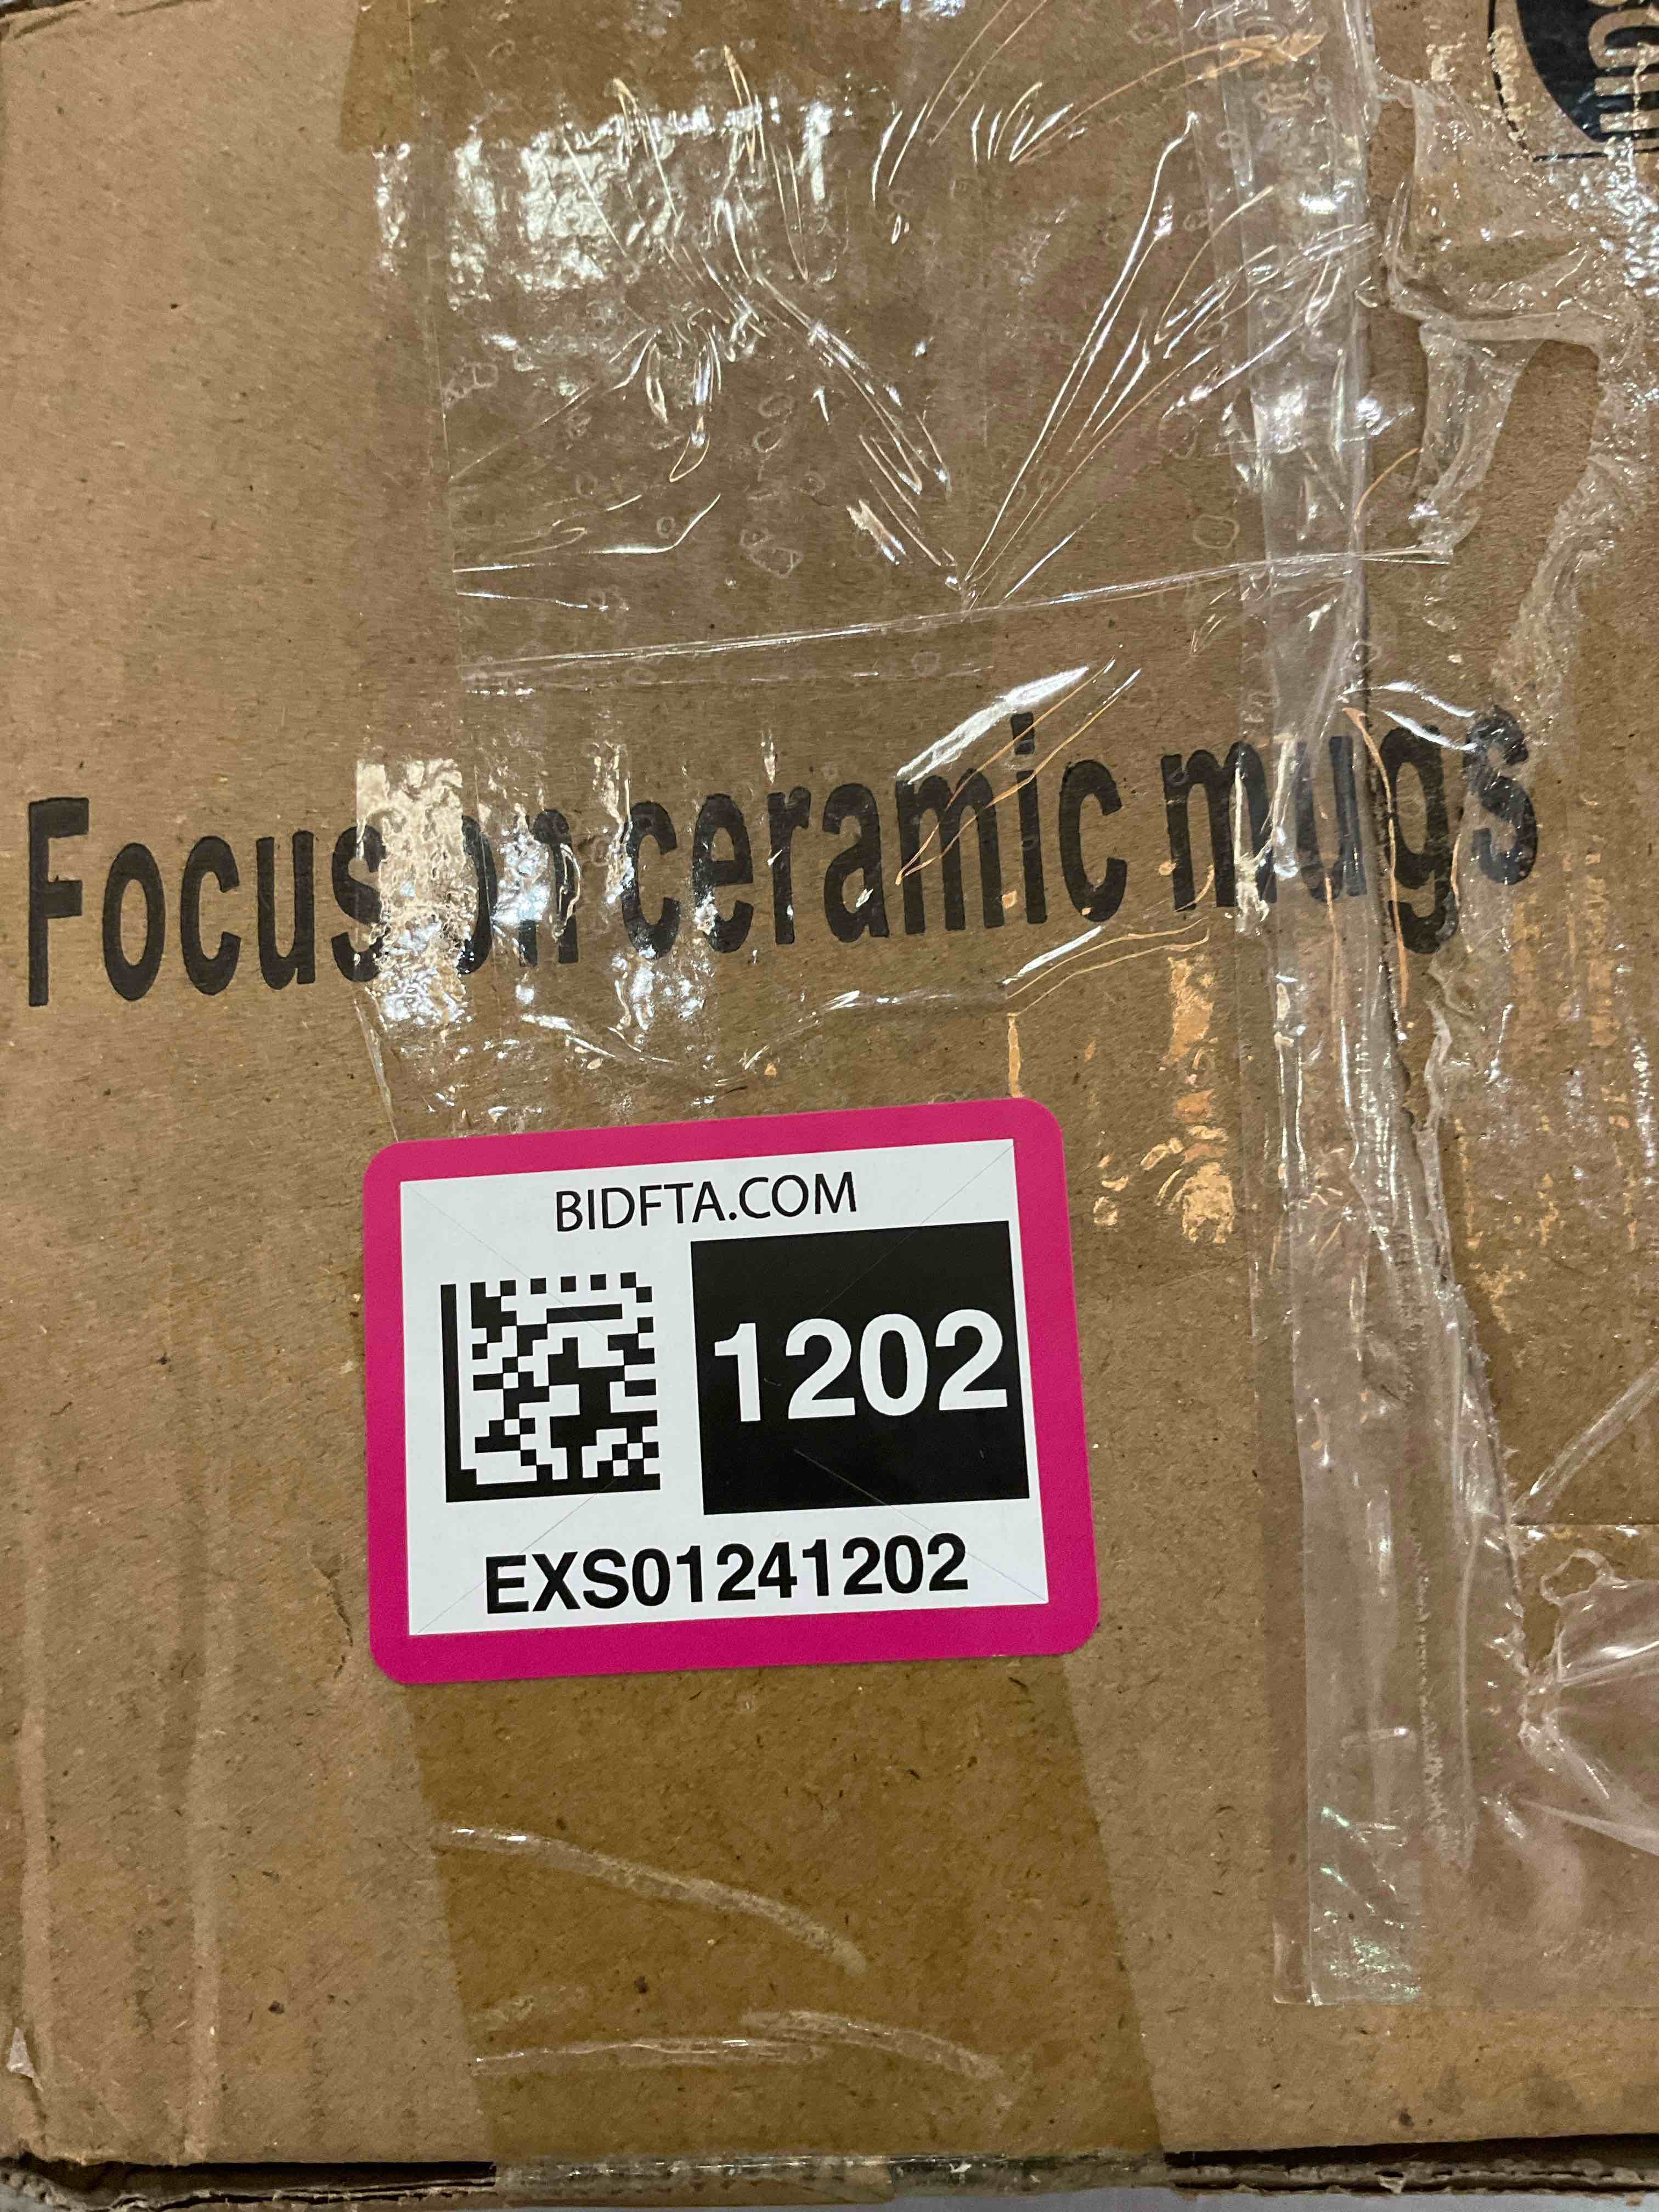 Focus on ceramic mugs
BIDFTA.COM
1202
EXS01241202